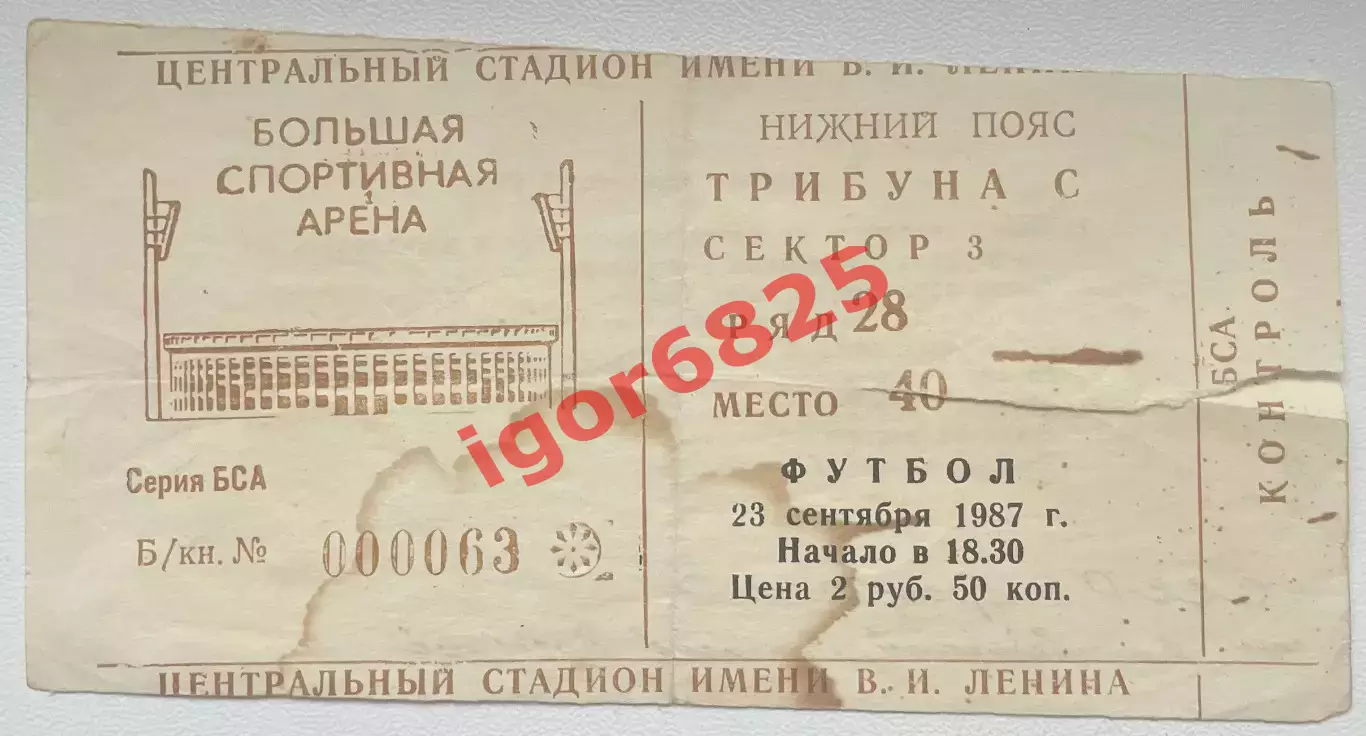 ЦЕНТРАЛЬНЫЙ СТАДИОН ИМЕНИ В. И. ЛЕНИНА
БОЛЬШАЯ
СПОРТИВНАЯ
АРЕНА
Серия БСА
Б/кн. № 000063
НИЖНИЙ ПОЯС
ТРИБУНА С
СЕКТОР 3
РЯД 28
МЕСТО 40
ФУТБОЛ
23 сентября 1987 г.
Начало в 18.30
Цена 2 руб. 50 коп.
БСА
КОНТРОЛЬ
ЦЕНТРАЛЬНЫЙ СТАДИОН ИМЕНИ В. И. ЛЕНИНА
igor6825